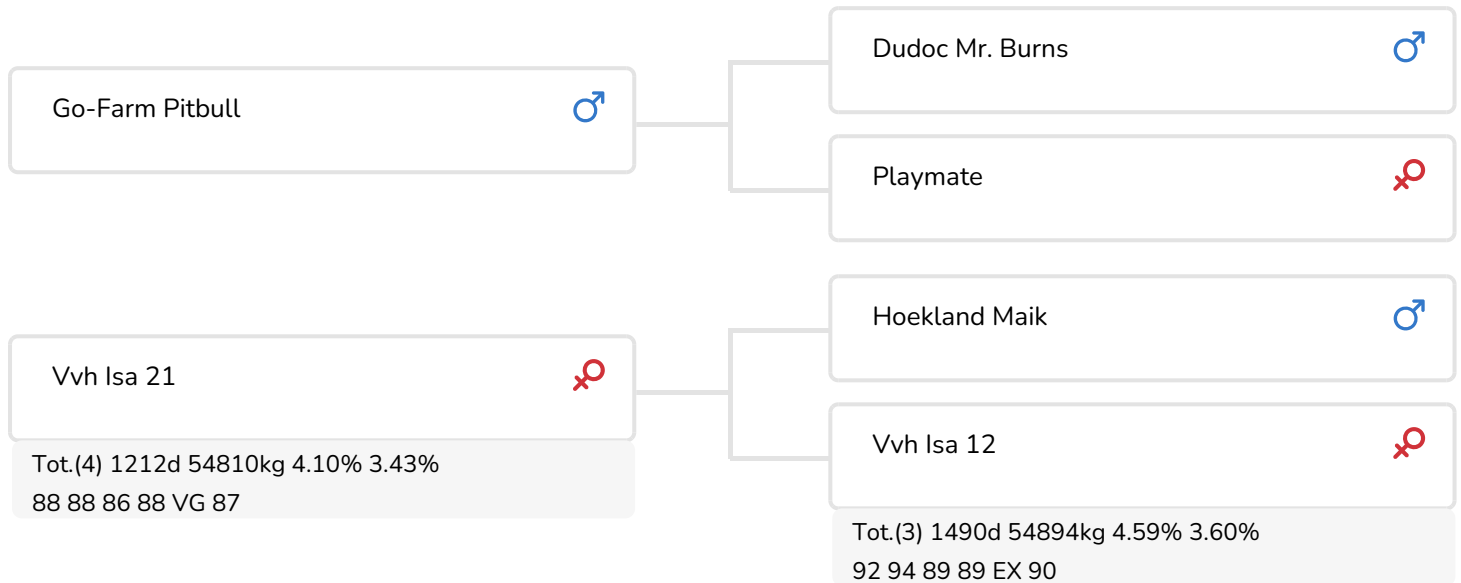 Go-Farm Pitbull
Dudoc Mr. Burns
Playmate
Vvh Isa 21
Tot.(4) 1212d 54810kg 4.10% 3.43%
88 88 86 88 VG 87
Hoekland Maik
Vvh Isa 12
Tot.(3) 1490d 54894kg 4.59% 3.60%
92 94 89 89 EX 90